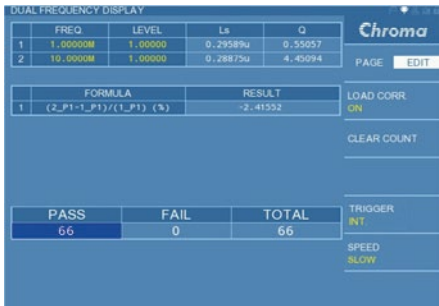 DUAL FREQUENCY DISPLAY
Chroma
FREQ. LEVEL Ls Q
1 1.00000M 1.00000 0.29589u 0.55057
2 10.0000M 1.00000 0.28875u 4.45094
PAGE EDIT
FORMULA RESULT
1 (2_P1-1_P1)/(1_P1) (%) -2.41552
LOAD CORR.
ON
CLEAR COUNT
PASS FAIL TOTAL
66 0 66
TRIGGER
INT.
SPEED
SLOW